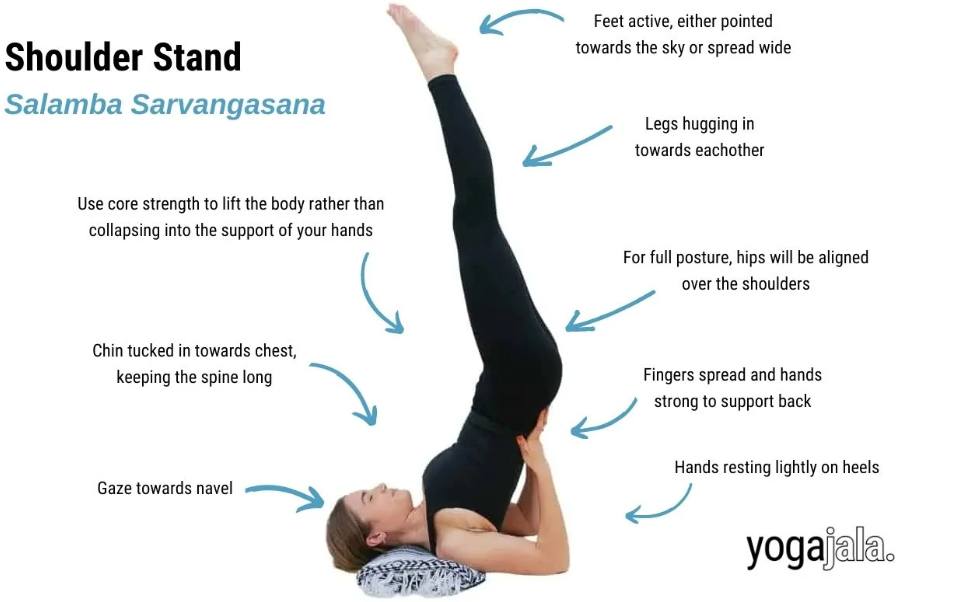 Shoulder Stand
Salamba Sarvangasana
Feet active, either pointed
towards the sky or spread wide
Legs hugging in
towards eachother
Use core strength to lift the body rather than
collapsing into the support of your hands
For full posture, hips will be aligned
over the shoulders
Chin tucked in towards chest,
keeping the spine long
Fingers spread and hands
strong to support back
Hands resting lightly on heels
Gaze towards navel
yogajala.